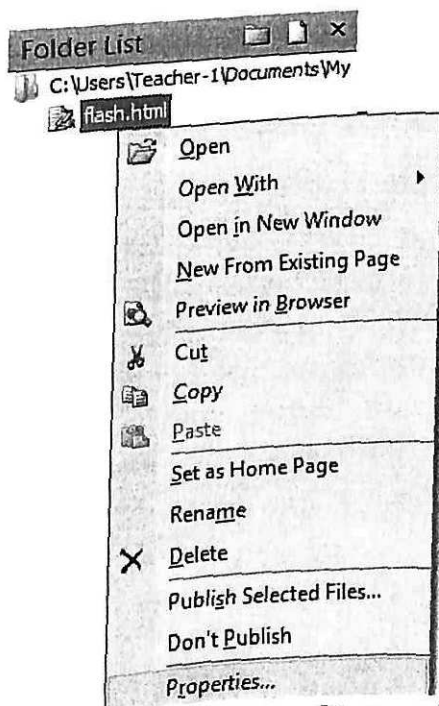 Folder List
C:\Users\Teacher-1\Documents\My
flash.html
Open
Open With
Open in New Window
New From Existing Page
Preview in Browser
Cut
Copy
Paste
Set as Home Page
Rename
Delete
Publish Selected Files...
Don't Publish
Properties...